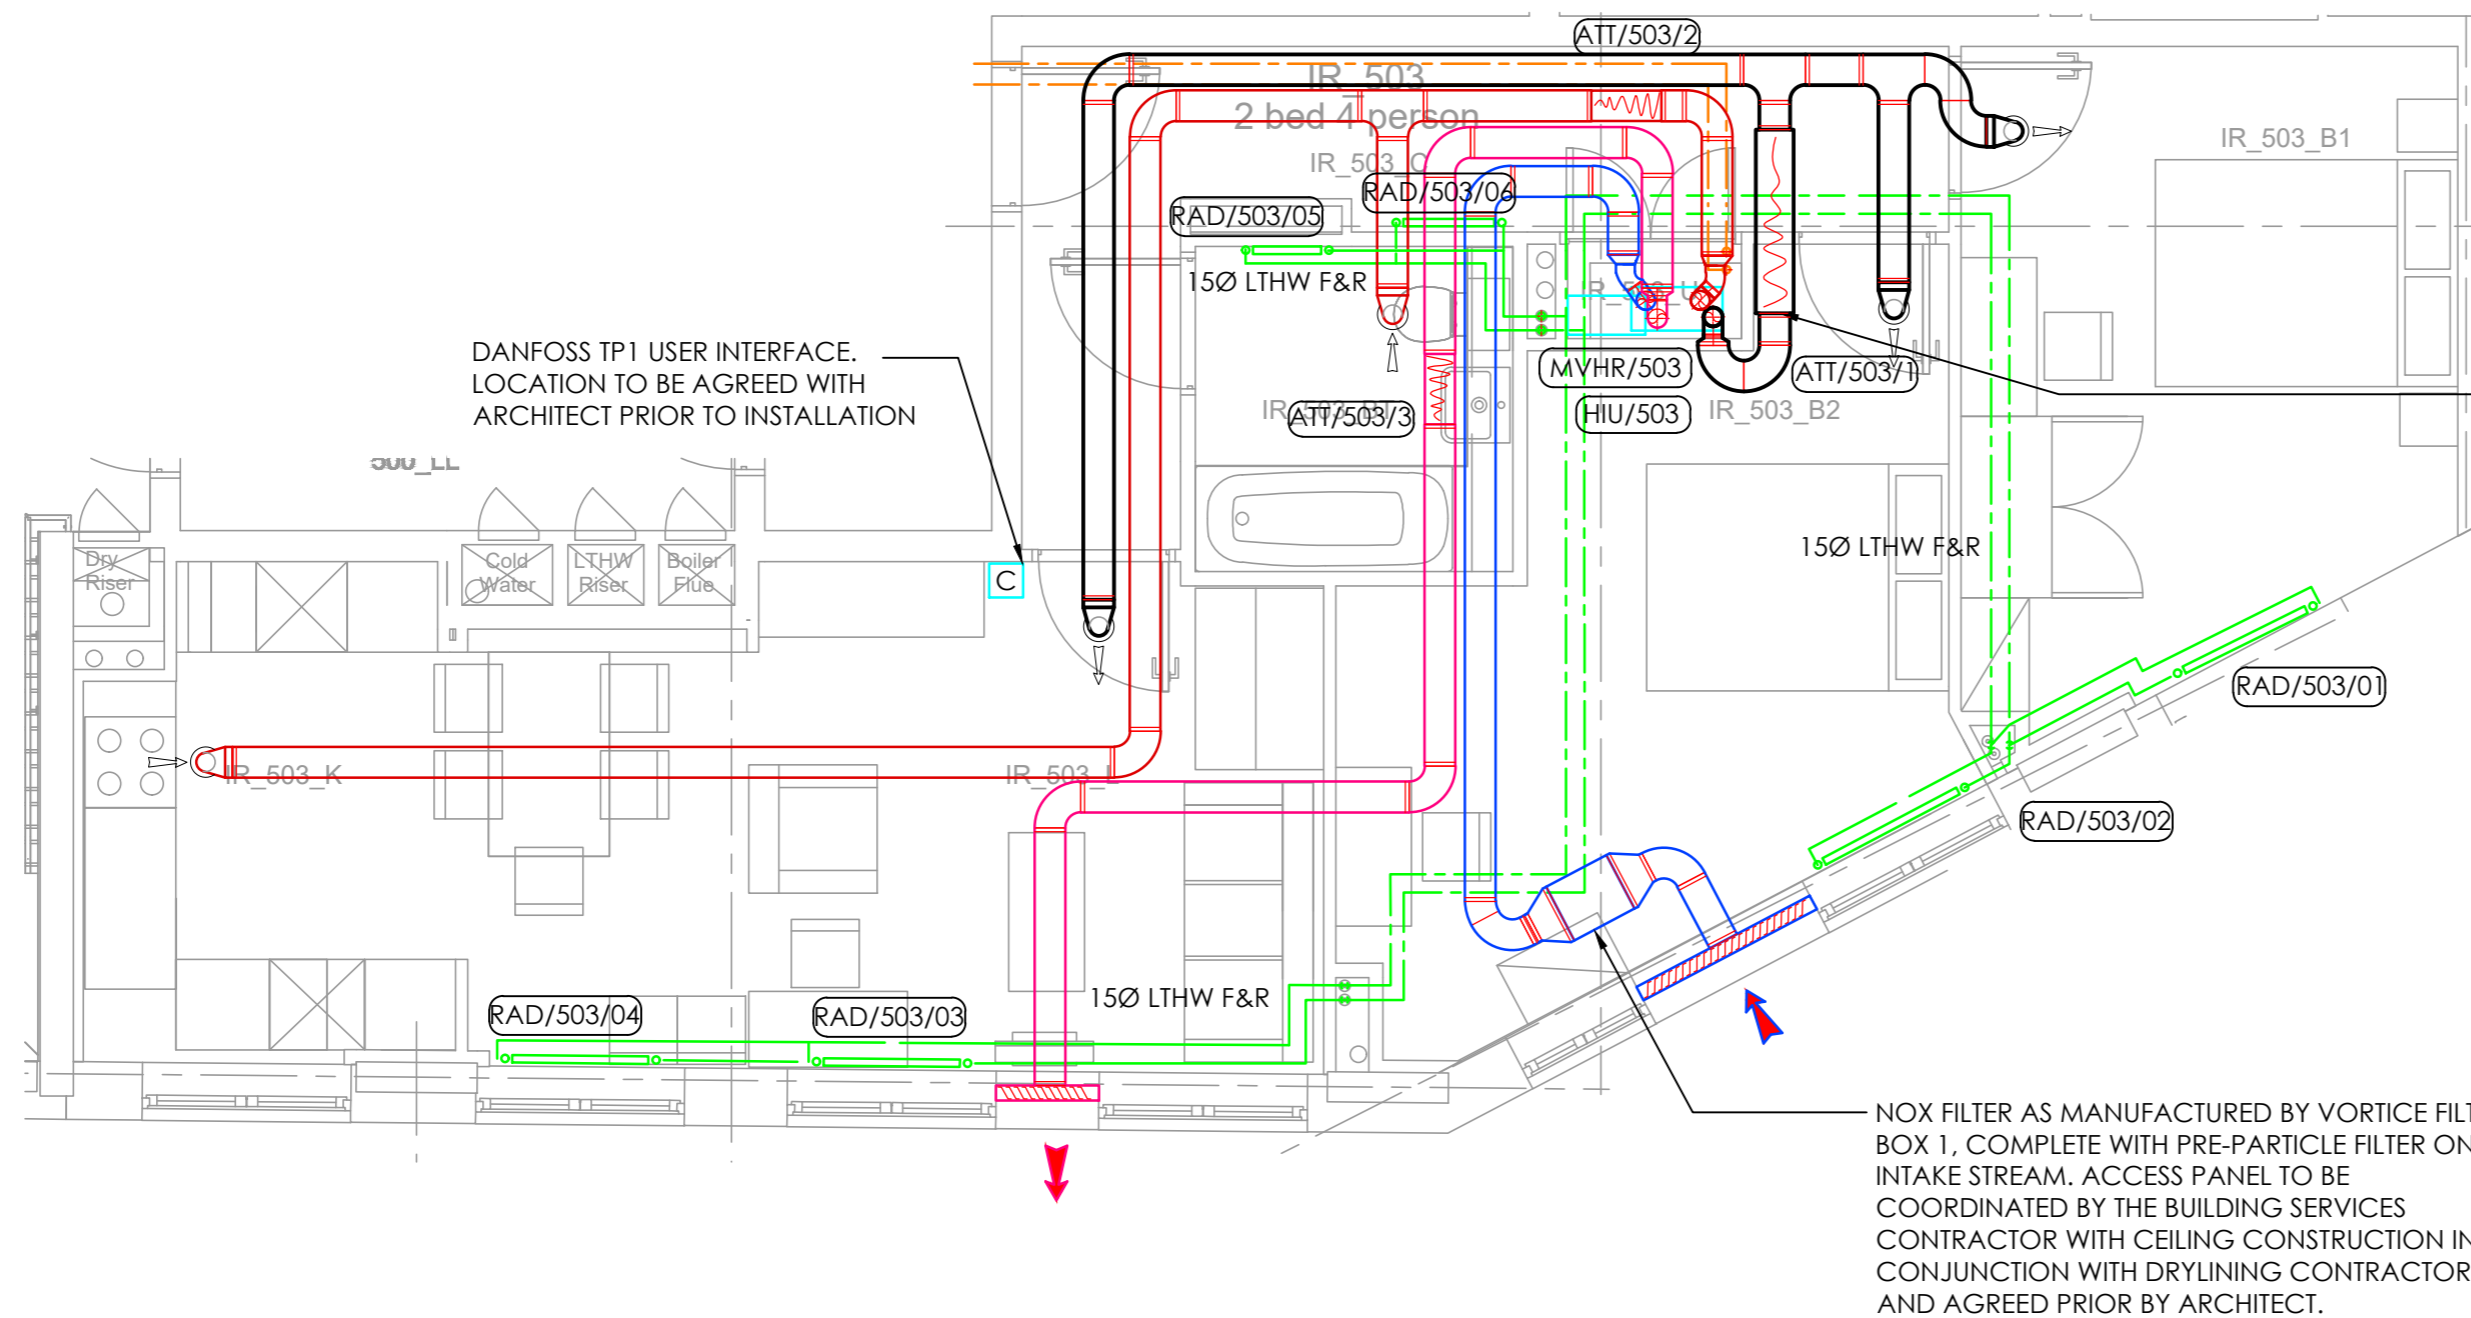 ATT/503/2
IR_503
2 bed 4 person
IR_503_B1
RAD/503/06
RAD/503/05
15Ø LTHW F&R
DANFOSS TP1 USER INTERFACE.
LOCATION TO BE AGREED WITH
ARCHITECT PRIOR TO INSTALLATION
MVHR/503
ATT/503/1
ATT/503/3
HIU/503
IR_503_B2
15Ø LTHW F&R
Dry
Riser
Cold
Water
LTHW
Riser
Boiler
Flue
C
RAD/503/01
IR_503_K
RAD/503/02
15Ø LTHW F&R
RAD/503/04
RAD/503/03
NOX FILTER AS MANUFACTURED BY VORTICE FILT
BOX 1, COMPLETE WITH PRE-PARTICLE FILTER ON
INTAKE STREAM. ACCESS PANEL TO BE
COORDINATED BY THE BUILDING SERVICES
CONTRACTOR WITH CEILING CONSTRUCTION IN
CONJUNCTION WITH DRYLINING CONTRACTOR
AND AGREED PRIOR BY ARCHITECT.